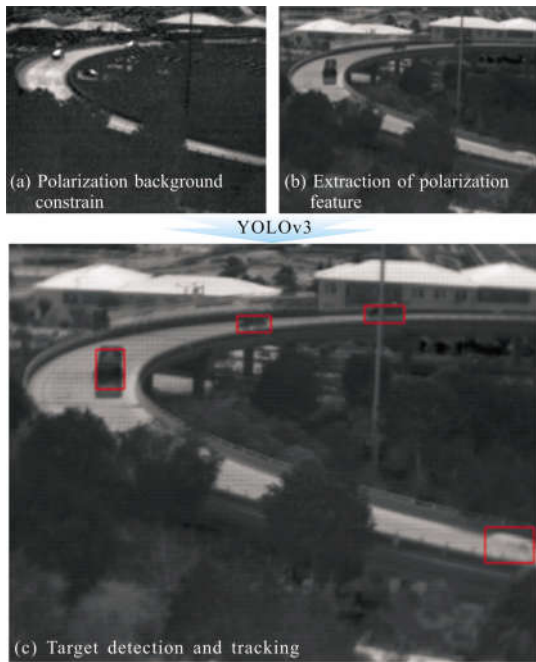 (a) Polarization background
constrain
(b) Extraction of polarization
feature
YOLOv3
(c) Target detection and tracking